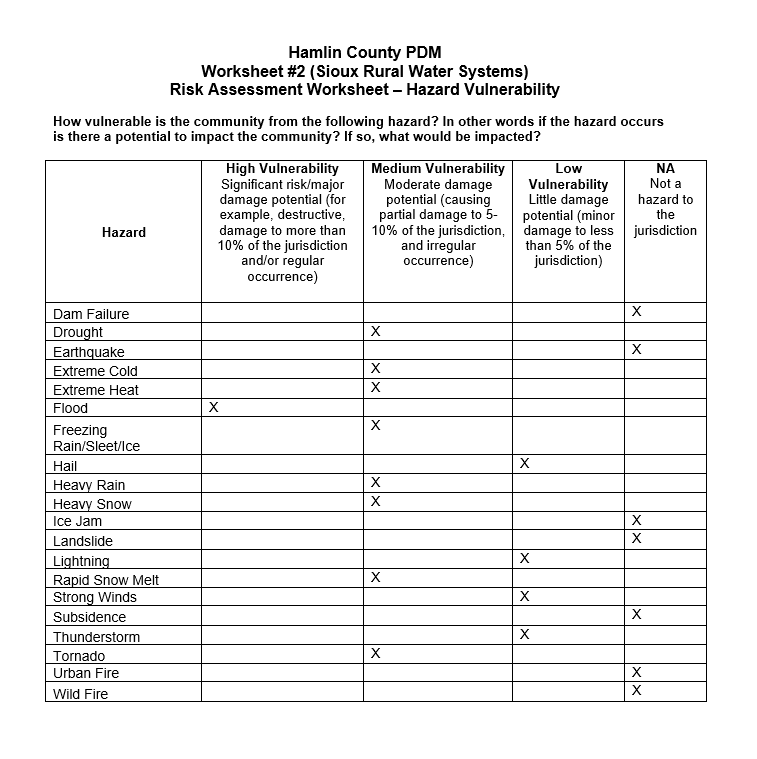 Hamlin County PDM
Worksheet #2 (Sioux Rural Water Systems)
Risk Assessment Worksheet – Hazard Vulnerability
How vulnerable is the community from the following hazard? In other words if the hazard occurs
is there a potential to impact the community? If so, what would be impacted?
Hazard
High Vulnerability
Significant risk/major
damage potential (for
example, destructive,
damage to more than
10% of the jurisdiction
and/or regular
occurrence)
Medium Vulnerability
Moderate damage
potential (causing
partial damage to 5-
10% of the jurisdiction,
and irregular
occurrence)
Low
Vulnerability
Little damage
potential (minor
damage to less
than 5% of the
jurisdiction)
NA
Not a
hazard to
the
jurisdiction
Dam Failure X
Drought X
Earthquake X
Extreme Cold X
Extreme Heat X
Flood X
Freezing X
Rain/Sleet/Ice
Hail X
Heavy Rain X
Heavy Snow X
Ice Jam X
Landslide X
Lightning X
Rapid Snow Melt X
Strong Winds X
Subsidence X
Thunderstorm X
Tornado X
Urban Fire X
Wild Fire X